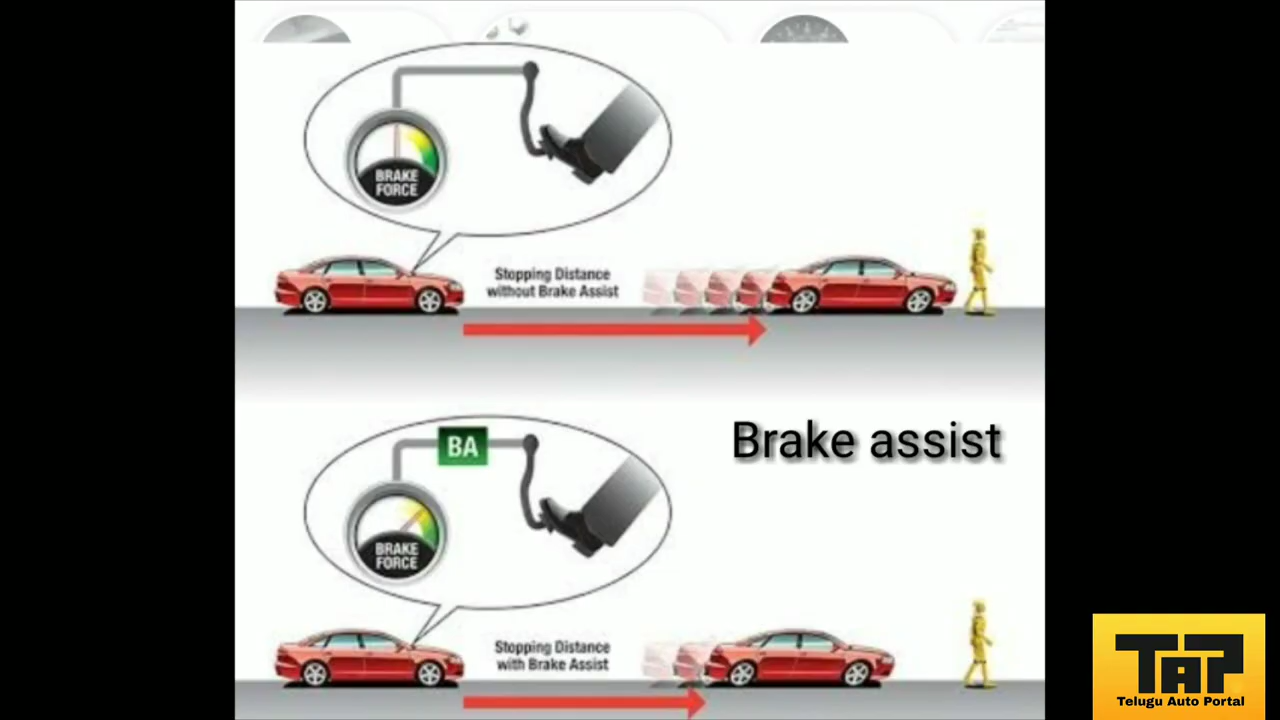 BRAKE
FORCE
Stopping Distance
without Brake Assist
Brake assist
BA
BRAKE
FORCE
Stopping Distance
with Brake Assist
TAP
Telugu Auto Portal